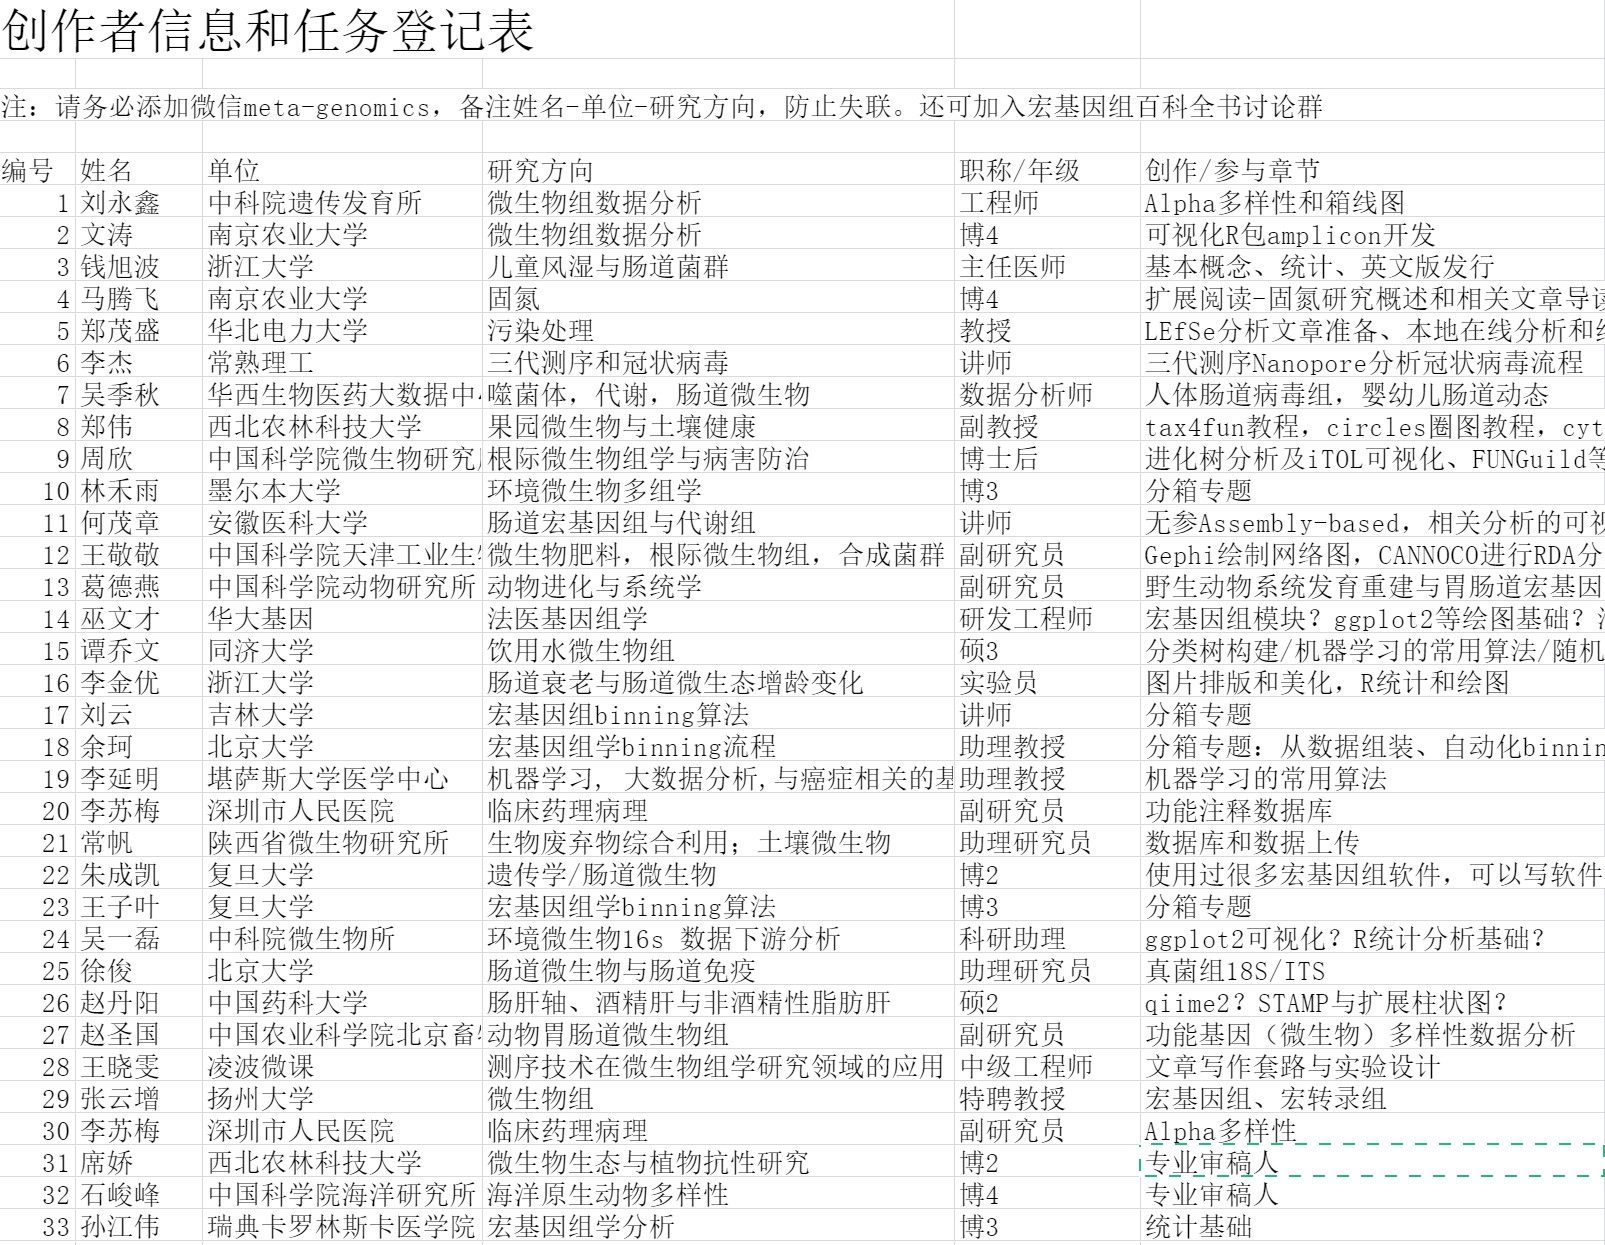 创作者信息和任务登记表
注：请务必添加微信meta-genomics，备注姓名-单位-研究方向，防止失联。还可加入宏基因组百科全书讨论群
编号 姓名 单位 研究方向 职称/年级 创作/参与章节
1 刘永鑫 中科院遗传发育所 微生物组数据分析 工程师 Alpha多样性和箱线图
2 文涛 南京农业大学 微生物组数据分析 博4 可视化R包amplicon开发
3 钱旭波 浙江大学 儿童风湿与肠道菌群 主任医师 基本概念、统计、英文版发行
4 马腾飞 南京农业大学 固氮 博4 扩展阅读-固氮研究概述和相关文章导读
5 郑茂盛 华北电力大学 污染处理 教授 LEfSe分析文章准备、本地在线分析和
6 李杰 常熟理工 三代测序和冠状病毒 讲师 三代测序Nanopore分析冠状病毒流程
7 吴季秋 华西生物医药大数据中 噬菌体，代谢，肠道微生物 数据分析师 人体肠道病毒组，婴幼儿肠道动态
8 郑伟 西北农林科技大学 果园微生物与土壤健康 副教授 tax4fun教程，circles圈图教程，cyt
9 周欣 中国科学院微生物研究 根际微生物组学与病害防治 博士后 进化树分析及iTOL可视化、FUNGuild等
10 林禾雨 墨尔本大学 环境微生物多组学 博3 分箱专题
11 何茂章 安徽医科大学 肠道宏基因组与代谢组 讲师 无参Assembly-based，相关分析的可视
12 王敬敬 中国科学院天津工业生 微生物肥料，根际微生物组，合成菌群 副研究员 Gephi绘制网络图，CANNOCO进行RDA分
13 葛德燕 中国科学院动物研究所 动物进化与系统学 副研究员 野生动物系统发育重建与胃肠道宏基因
14 巫文才 华大基因 法医基因组学 研发工程师 宏基因组模块？ggplot2等绘图基础？
15 谭乔文 同济大学 饮用水微生物组 硕3 分类树构建/机器学习的常用算法/随机
16 李金优 浙江大学 肠道衰老与肠道微生态增龄变化 实验员 图片排版和美化，R统计和绘图
17 刘云 吉林大学 宏基因组binning算法 讲师 分箱专题
18 余珂 北京大学 宏基因组学binning流程 助理教授 分箱专题：从数据组装、自动化binnin
19 李延明 堪萨斯大学医学中心 机器学习, 大数据分析,与癌症相关的基 助理教授 机器学习的常用算法
20 李苏梅 深圳市人民医院 临床药理病理 副研究员 功能注释数据库
21 常帆 陕西省微生物研究所 生物废弃物综合利用；土壤微生物 助理研究员 数据库和数据上传
22 朱成凯 复旦大学 遗传学/肠道微生物 博2 使用过很多宏基因组软件，可以写软件
23 王子叶 复旦大学 宏基因组学binning算法 博3 分箱专题
24 吴一磊 中科院微生物所 环境微生物16s 数据下游分析 科研助理 ggplot2可视化？R统计分析基础？
25 徐俊 北京大学 肠道微生物与肠道免疫 助理研究员 真菌组18S/ITS
26 赵丹阳 中国药科大学 肠肝轴、酒精肝与非酒精性脂肪肝 硕2 qiime2？STAMP与扩展柱状图？
27 赵圣国 中国农业科学院北京畜 动物胃肠道微生物组 副研究员 功能基因（微生物）多样性数据分析
28 王晓雯 凌波微课 测序技术在微生物组学研究领域的应用 中级工程师 文章写作套路与实验设计
29 张云增 扬州大学 微生物组 特聘教授 宏基因组、宏转录组
30 李苏梅 深圳市人民医院 临床药理病理 副研究员 Alpha多样性
31 席娇 西北农林科技大学 微生物生态与植物抗性研究 博2 专业审稿人
32 石峻峰 中国科学院海洋研究所 海洋原生动物多样性 博4 专业审稿人
33 孙江伟 瑞典卡罗林斯卡医学院 宏基因组学分析 博3 统计基础